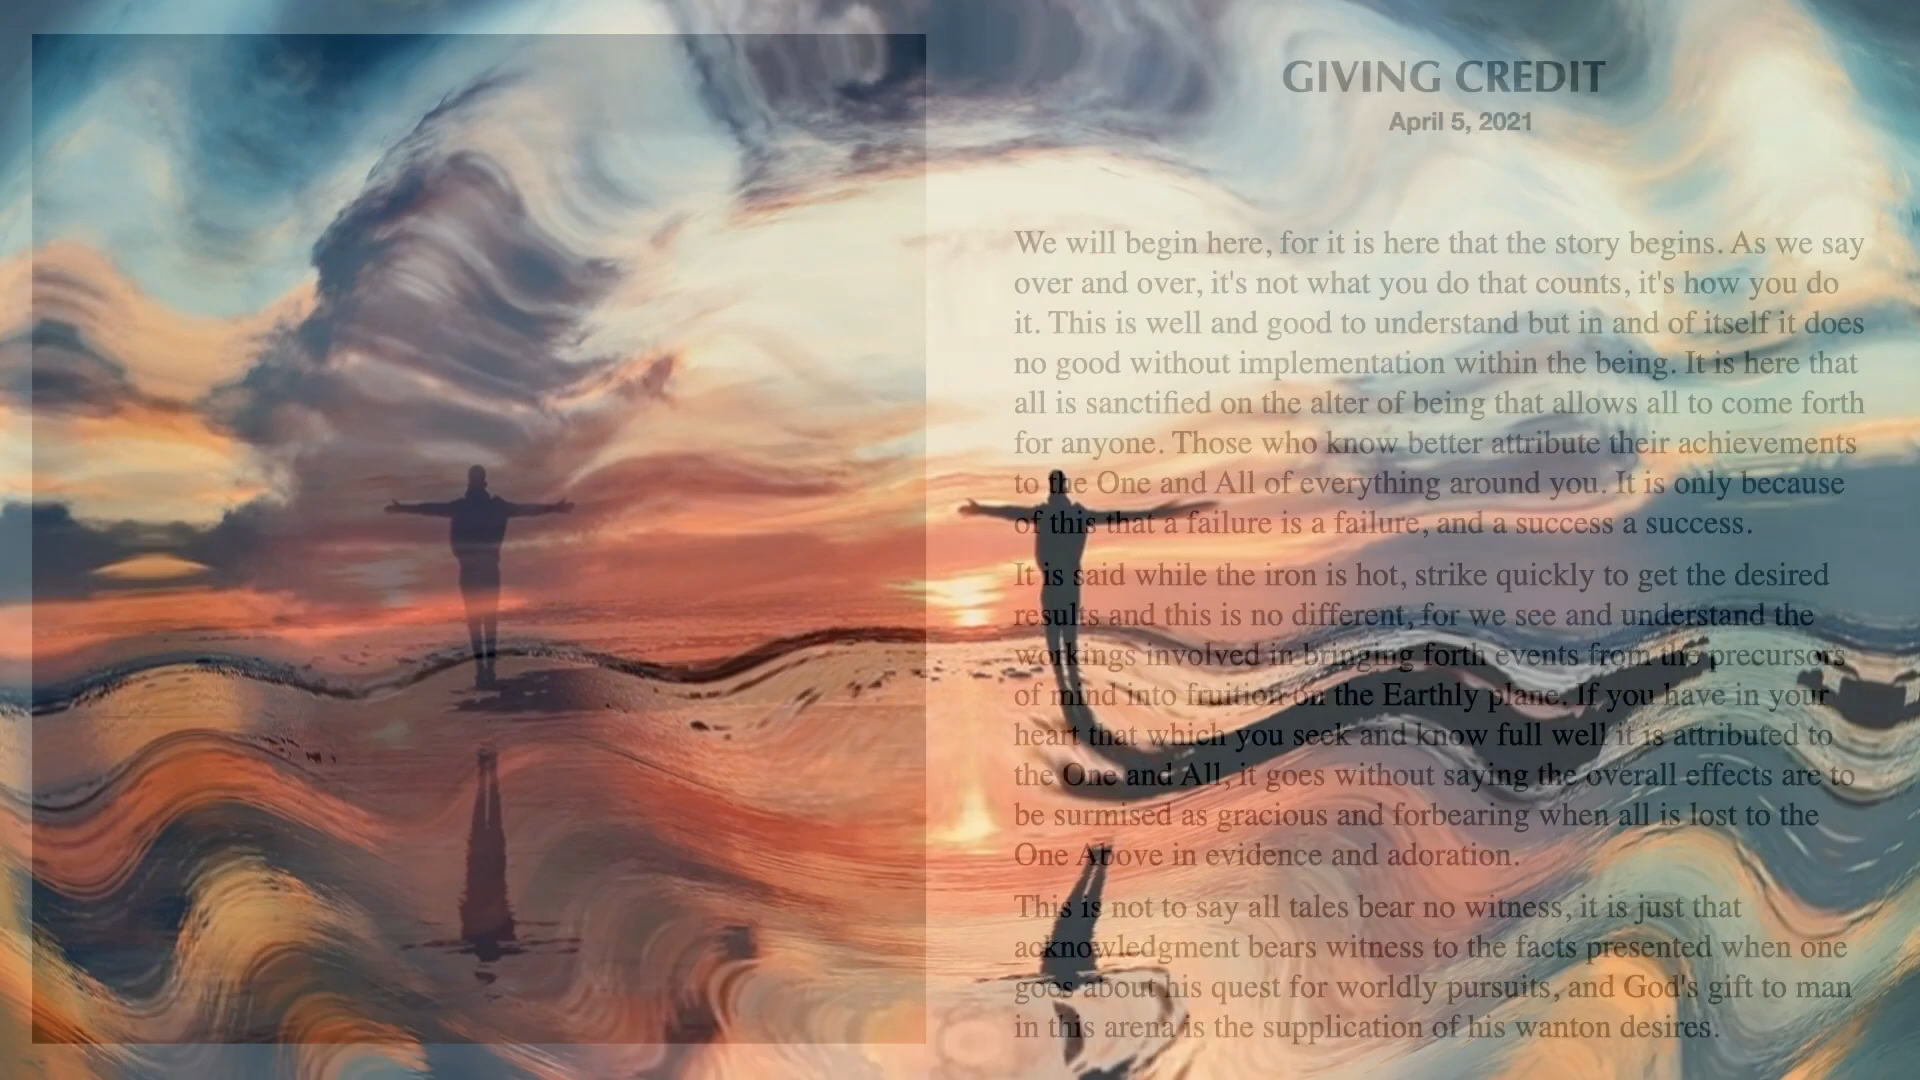 GIVING CREDIT
April 5, 2021
We will begin here, for it is here that the story begins. As we say
over and over, it's not what you do that counts, it's how you do
it. This is well and good to understand but in and of itself it does
no good without implementation within the being. It is here that
all is sanctified on the alter of being that allows all to come forth
for anyone. Those who know better attribute their achievements
to the One and All of everything around you. It is only because
of this that a failure is a failure, and a success a success.
It is said while the iron is hot, strike quickly to get the desired
results and this is no different, for we see and understand the
workings involved in bringing forth events from the precursors
of mind into fruition on the Earthly plane. If you have in your
heart that which you seek and know full well it is attributed to
the One and All, it goes without saying the overall effects are to
be surmised as gracious and forbearing when all is lost to the
One Above in evidence and adoration.
This is not to say all tales bear no witness, it is just that
acknowledgment bears witness to the facts presented when one
goes about his quest for worldly pursuits, and God's gift to man
in this arena is the supplication of his wanton desires.